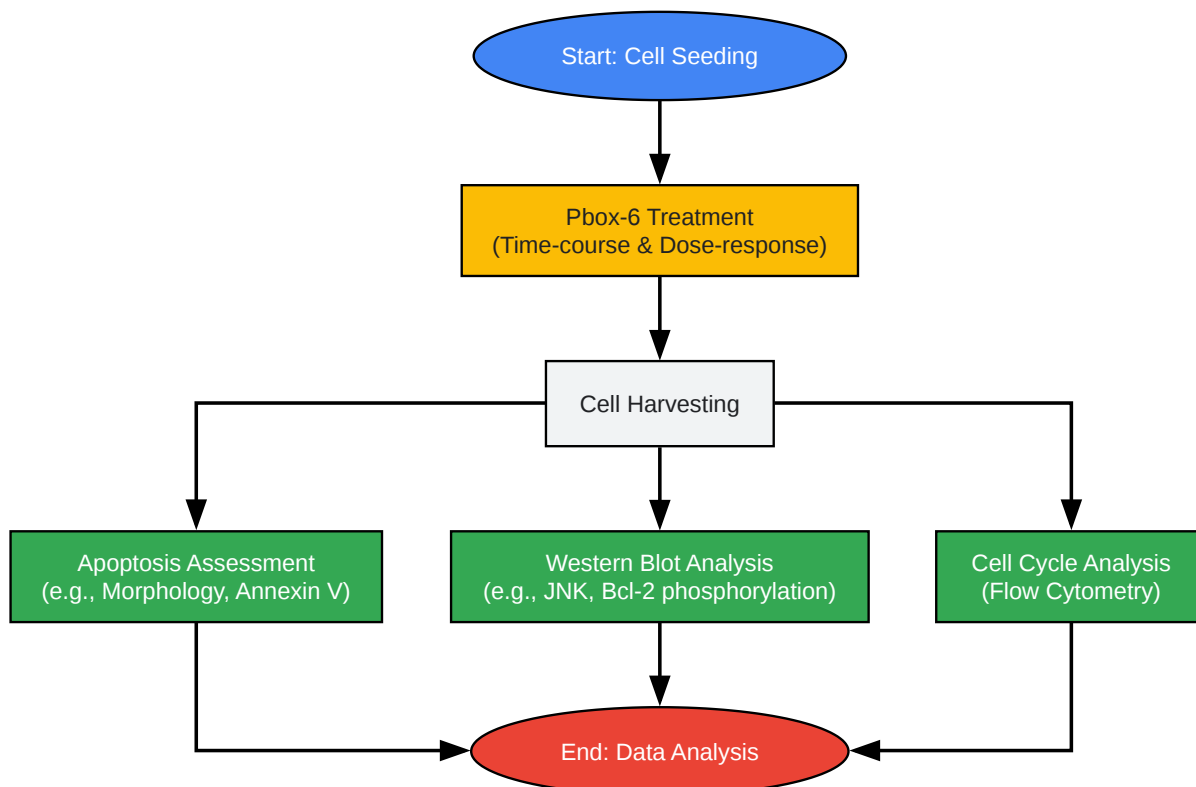 Start: Cell Seeding
Pbox-6 Treatment
(Time-course & Dose-response)
Cell Harvesting
Apoptosis Assessment
(e.g., Morphology, Annexin V)
Western Blot Analysis
(e.g., JNK, Bcl-2 phosphorylation)
Cell Cycle Analysis
(Flow Cytometry)
End: Data Analysis